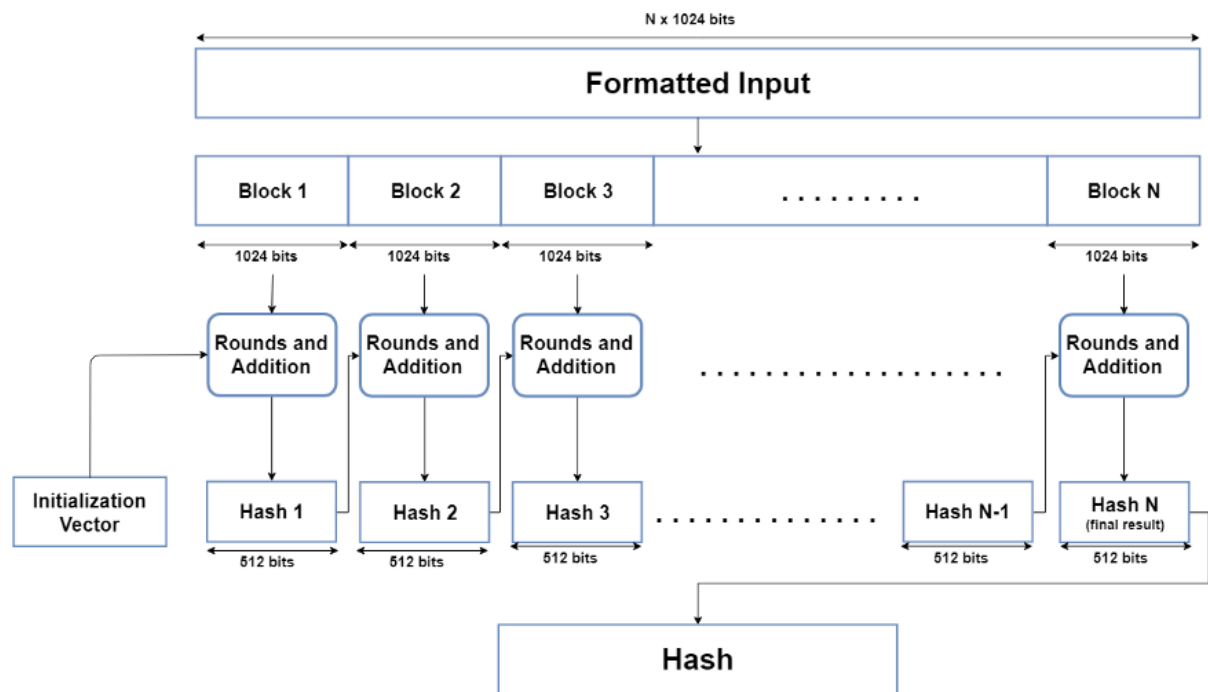 N x 1024 bits
Formatted Input
Block 1
Block 2
Block 3
. . . . . . . . .
Block N
1024 bits
1024 bits
1024 bits
1024 bits
Rounds and
Addition
Rounds and
Addition
Rounds and
Addition
. . . . . . . . . . . . . . . . . . .
Rounds and
Addition
Initialization
Vector
Hash 1
Hash 2
Hash 3
. . . . . . . . . . . . . .
Hash N-1
Hash N
(final result)
512 bits
512 bits
512 bits
512 bits
512 bits
Hash